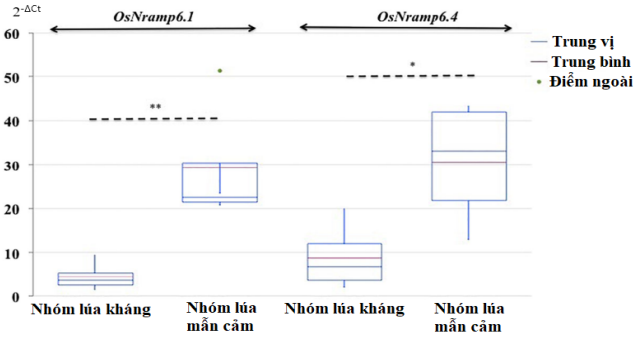 2-ΔCt
OsNramp6.1
OsNramp6.4
60
50
40
30
20
10
0
**
*
Trung vị
Trung bình
Điểm ngoài
Nhóm lúa kháng
Nhóm lúa
mẫn cảm
Nhóm lúa kháng
Nhóm lúa
mẫn cảm